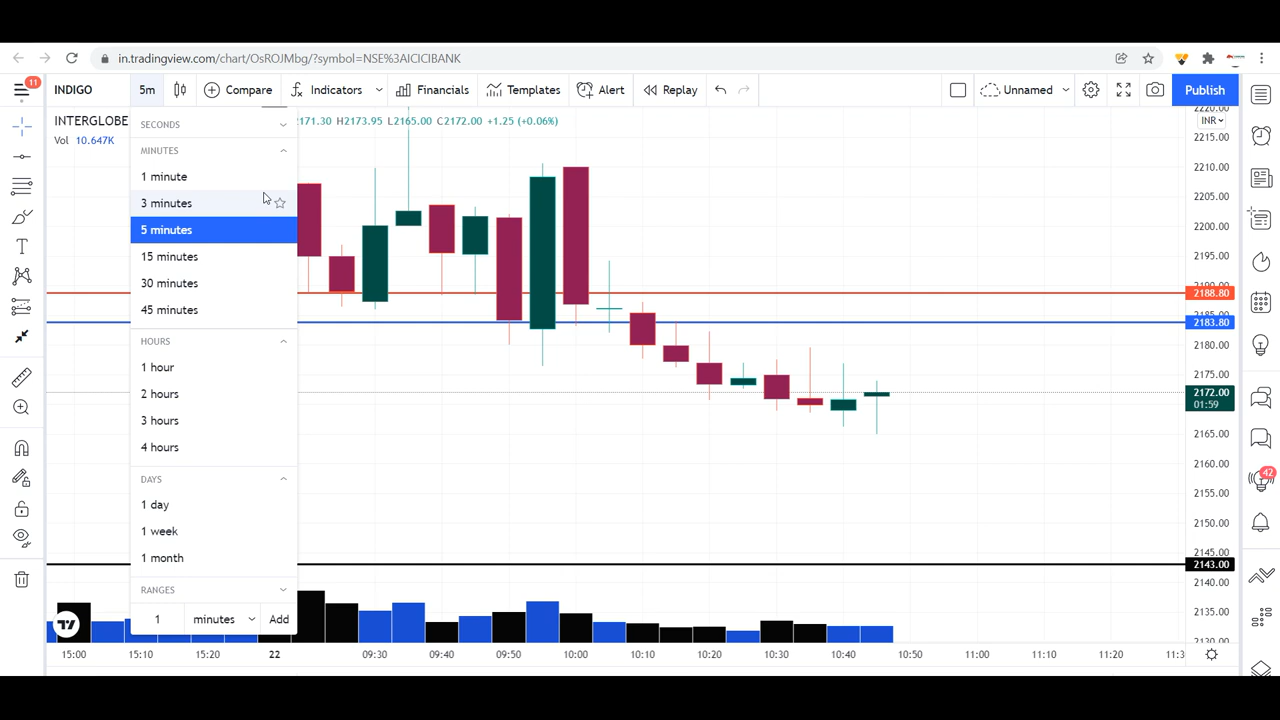 in.tradingview.com/chart/OsROJMbg/?symbol=NSE%3AICICIBANK
11
INDIGO
5m
Compare
Indicators
Financials
Templates
Alert
Replay
Unnamed
Publish
INTERGLOBE
2171.30 H2173.95 L2165.00 C2172.00 +1.25 (+0.06%)
Vol 10.647K
SECONDS
MINUTES
1 minute
3 minutes
5 minutes
15 minutes
30 minutes
45 minutes
HOURS
1 hour
2 hours
3 hours
4 hours
DAYS
1 day
1 week
1 month
RANGES
1 minutes Add
INR
2215.00
2210.00
2205.00
2200.00
2195.00
2188.80
2183.80
2180.00
2175.00
2172.00
01:59
2165.00
2160.00
2155.00
2150.00
2145.00
2143.00
2140.00
2135.00
2130.00
42
15:00 15:10 15:20 22 09:30 09:40 09:50 10:00 10:10 10:20 10:30 10:40 10:50 11:00 11:10 11:20 11:3